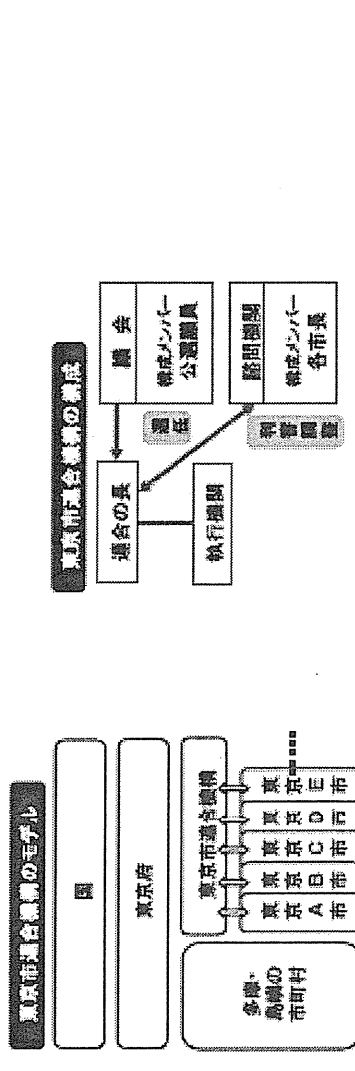 東京市連合機構のモデル
国
東京府
多摩・
島嶼の
市町村
東京市連合機構
東京A市
東京B市
東京C市
東京D市
東京E市
東京市連合機構の構成
連合の長
執行機関
議会
構成メンバー
公選議員
諮問機関
構成メンバー
各市長
選任
利害調整